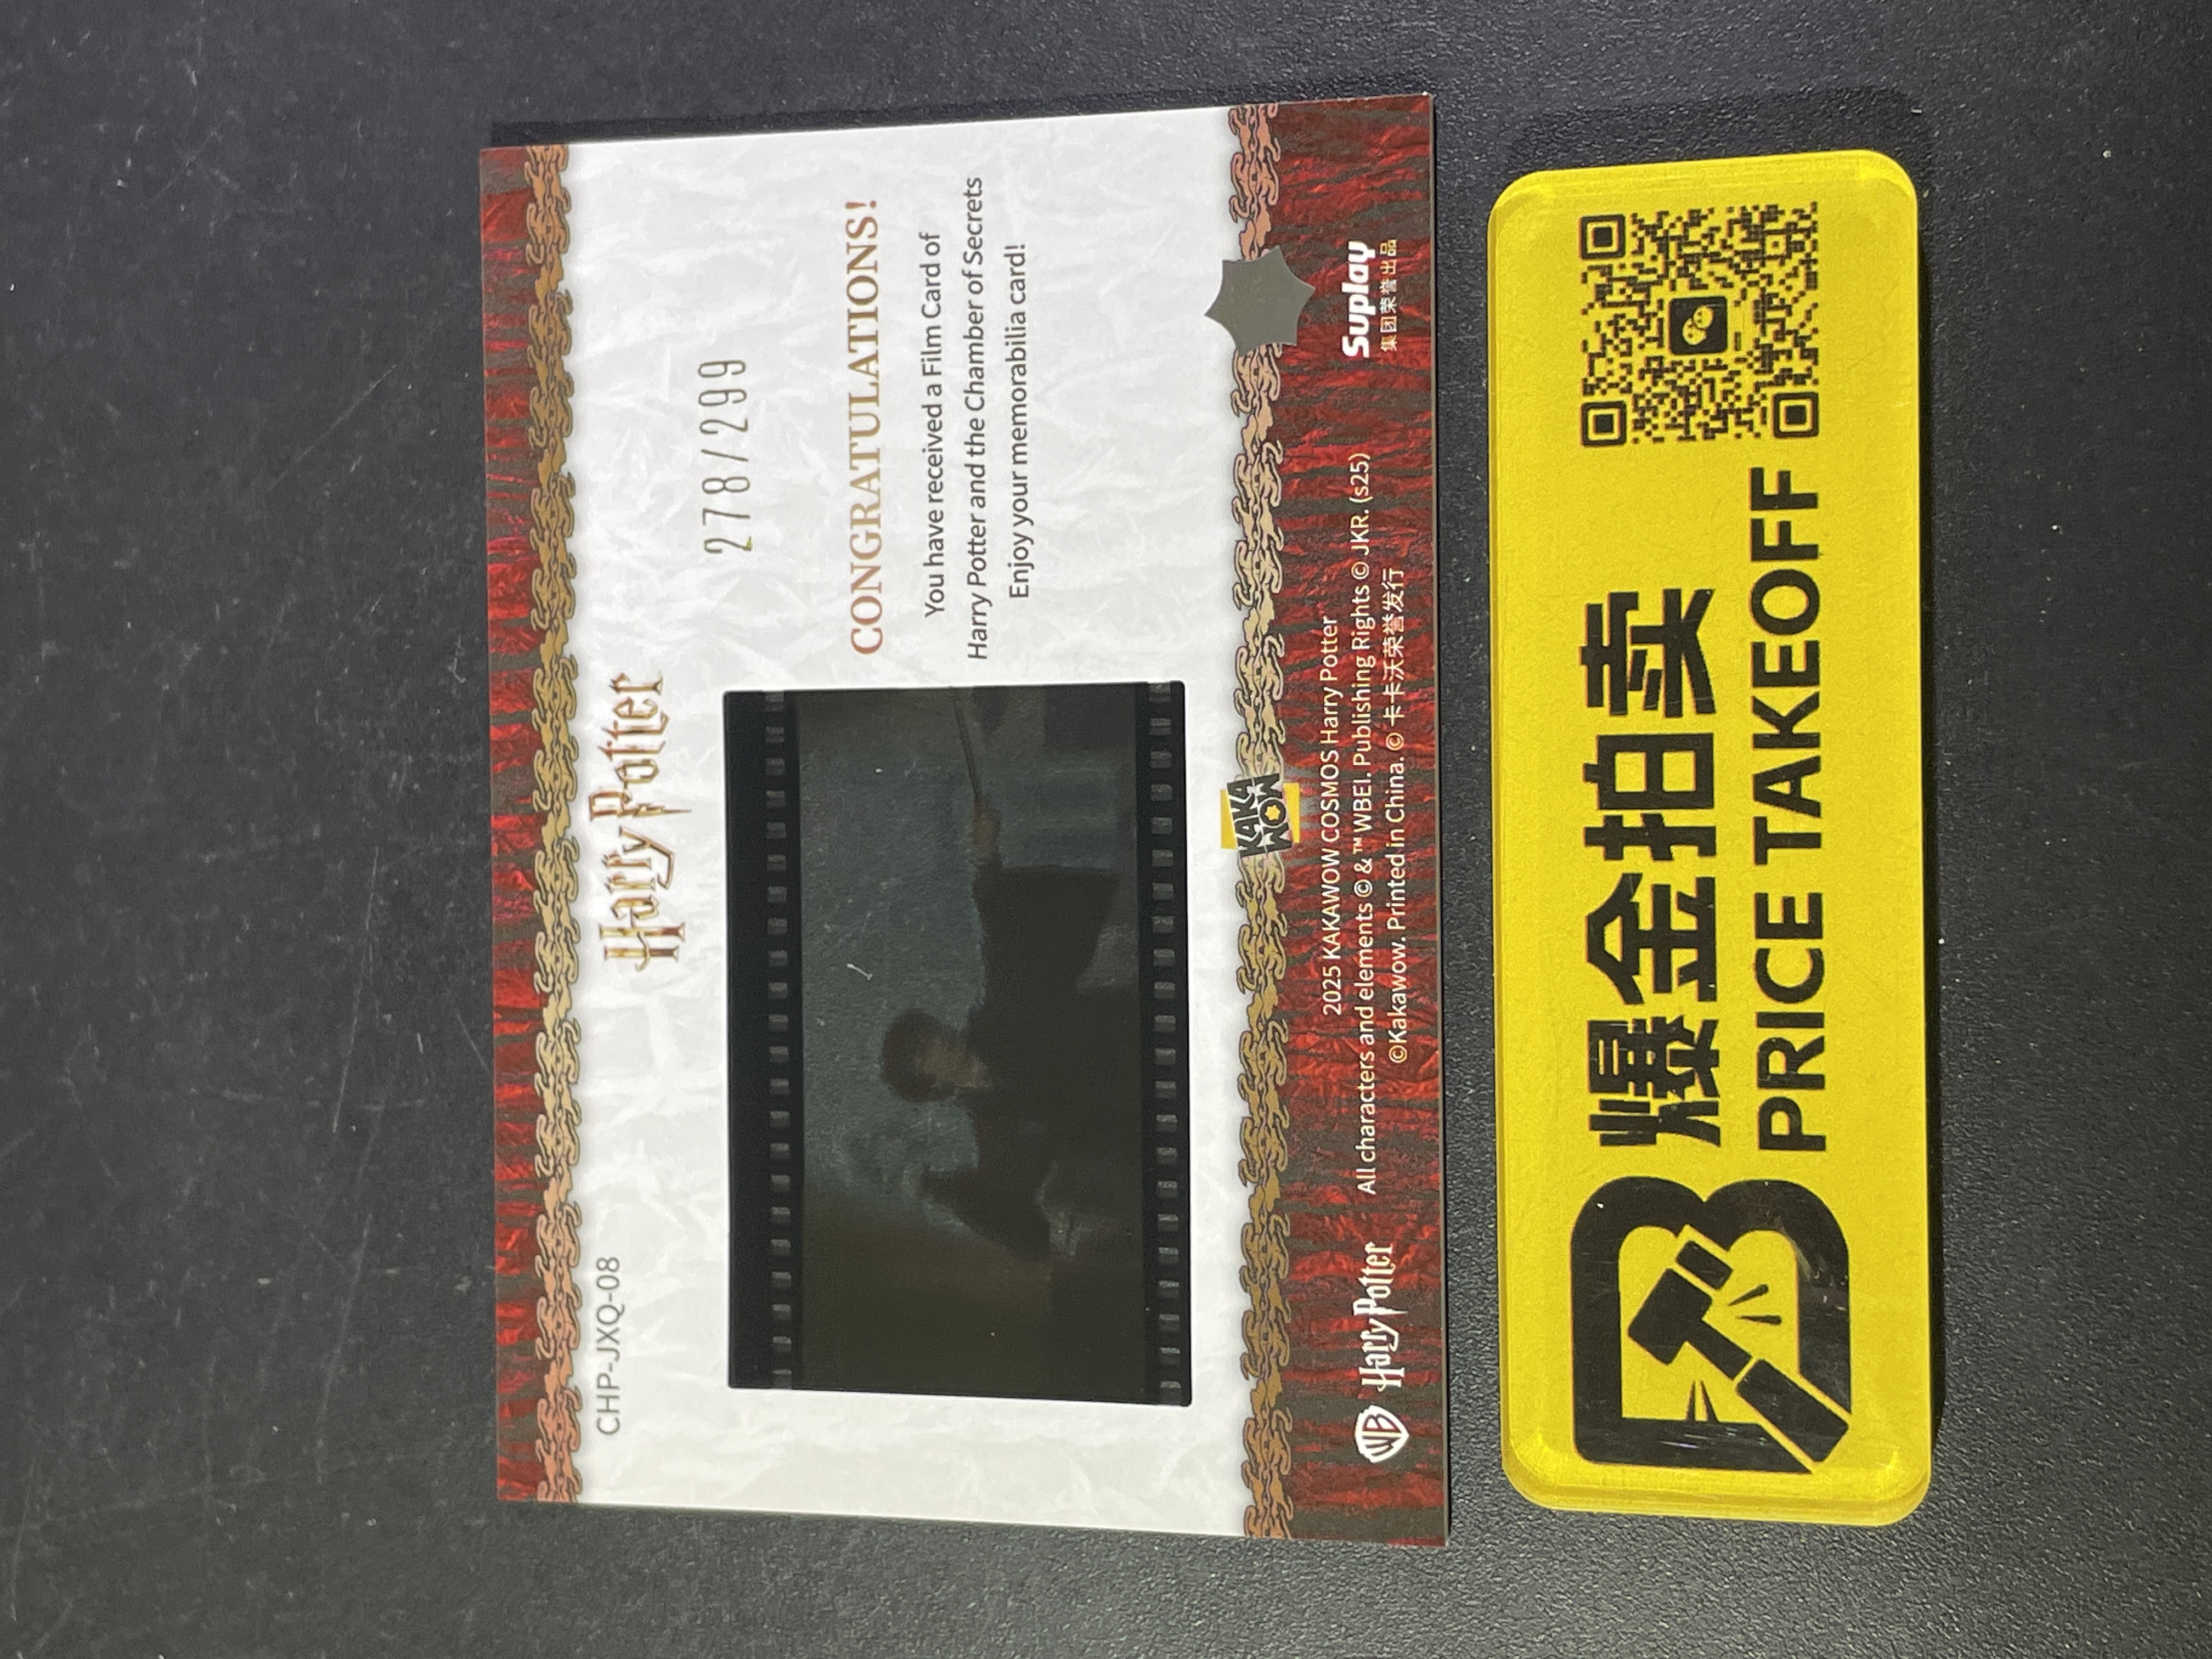 CHP-JXQ-08
Harry Potter
278/299
CONGRATULATIONS!
You have received a Film Card of
Harry Potter and the Chamber of Secrets
Enjoy your memorabilia card!
KAKA
WOW
WB
Harry Potter
2025 KAKAWOW COSMOS Harry Potter
All characters and elements © & ™ WBEI. Publishing Rights © JKR. (s25)
©Kakawow. Printed in China. © 卡卡沃荣誉发行
Suplay
集团荣誉出品
爆金拍卖
PRICE TAKEOFF